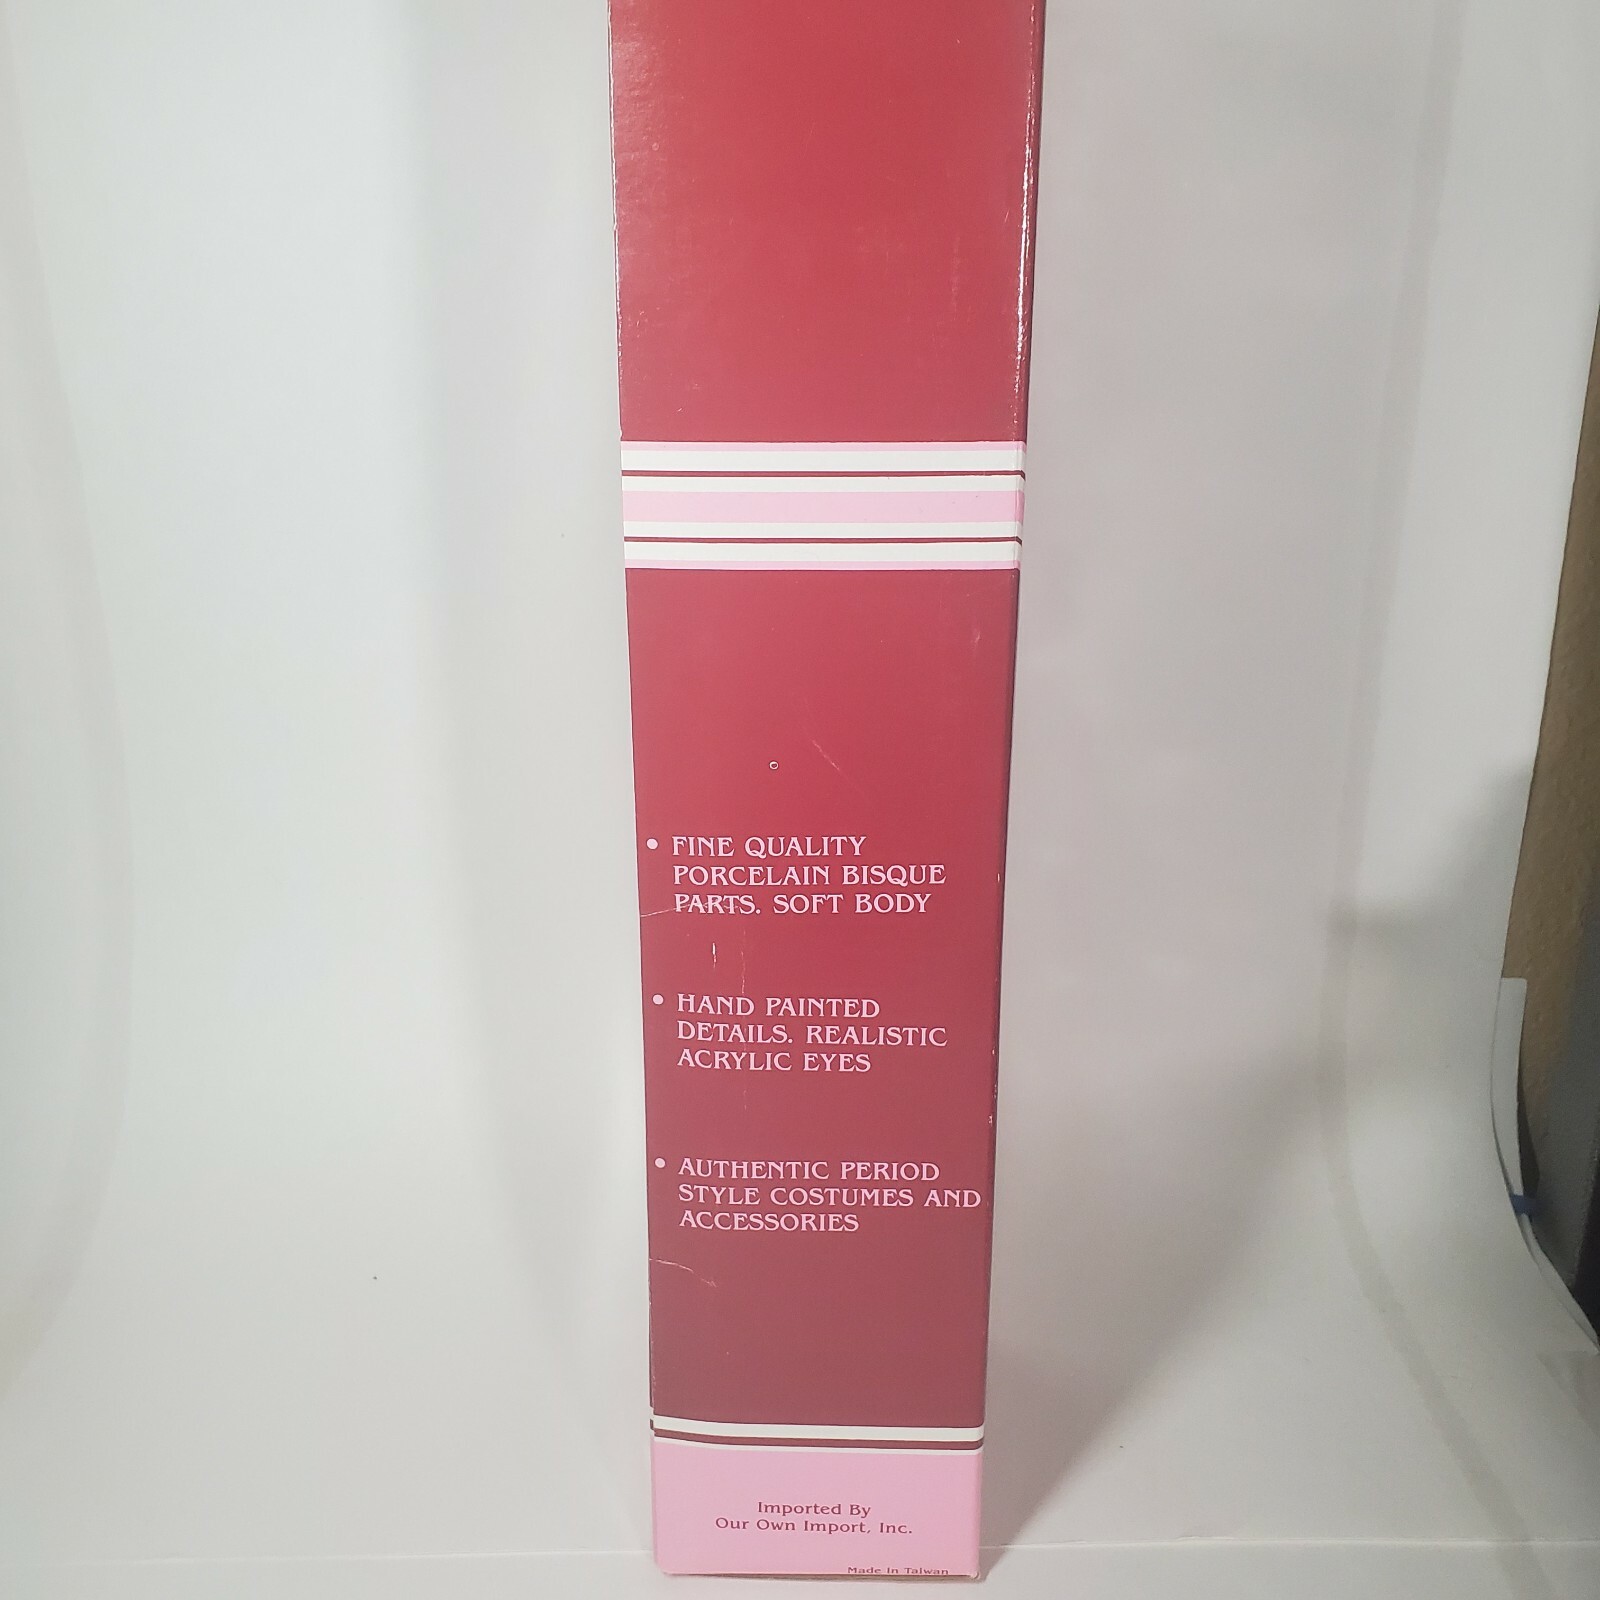 • FINE QUALITY
PORCELAIN BISQUE
PARTS. SOFT BODY
• HAND PAINTED
DETAILS. REALISTIC
ACRYLIC EYES
• AUTHENTIC PERIOD
STYLE COSTUMES AND
ACCESSORIES
Imported By
Our Own Import, Inc.
Made In Taiwan